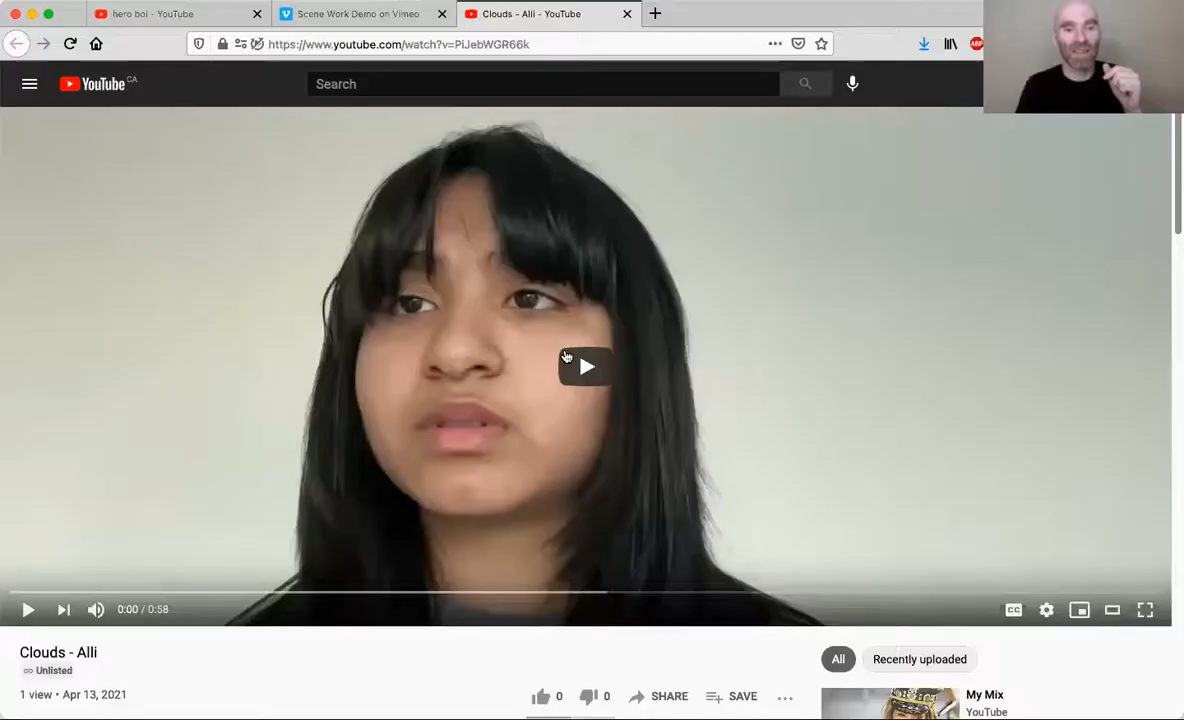 hero boi - YouTube
Scene Work Demo on Vimeo
Clouds - Alli - YouTube
https://www.youtube.com/watch?v=PiJebWGR66k
ABP
YouTube CA
Search
0:00 / 0:58
CC
Clouds - Alli
Unlisted
1 view • Apr 13, 2021
0
0
SHARE
SAVE
All
Recently uploaded
My Mix
YouTube